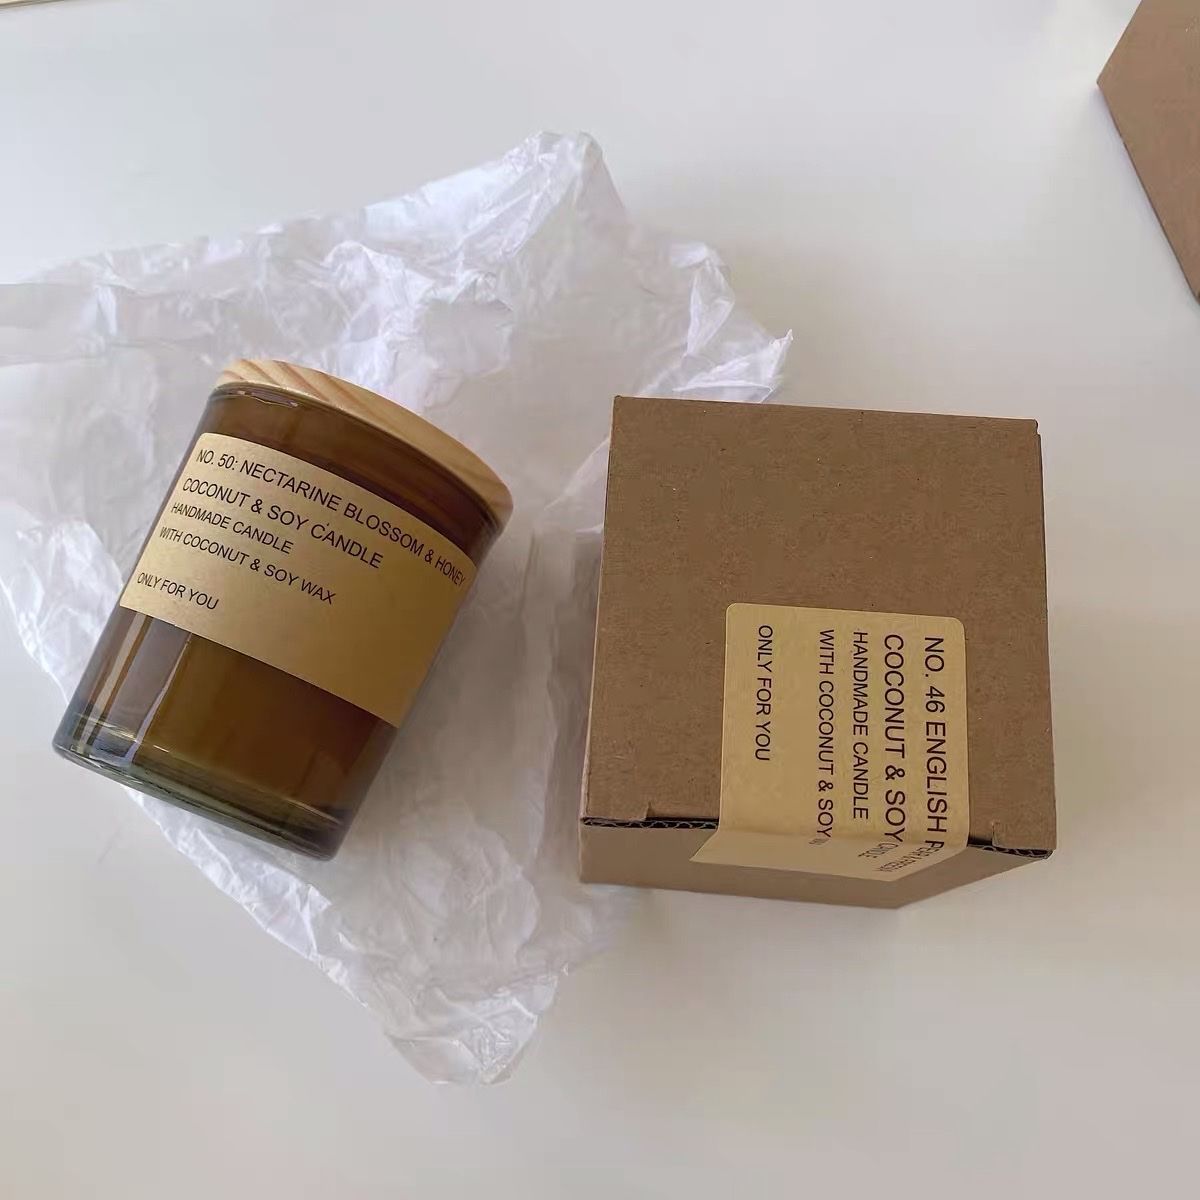 NO. 50: NECTARINE BLOSSOM & HONEY
COCONUT & SOY CANDLE
HANDMADE CANDLE
WITH COCONUT & SOY WAX
ONLY FOR YOU
NO. 46 ENGLISH
COCONUT & SOY CANDLE
HANDMADE CANDLE
WITH COCONUT & SOY
ONLY FOR YOU